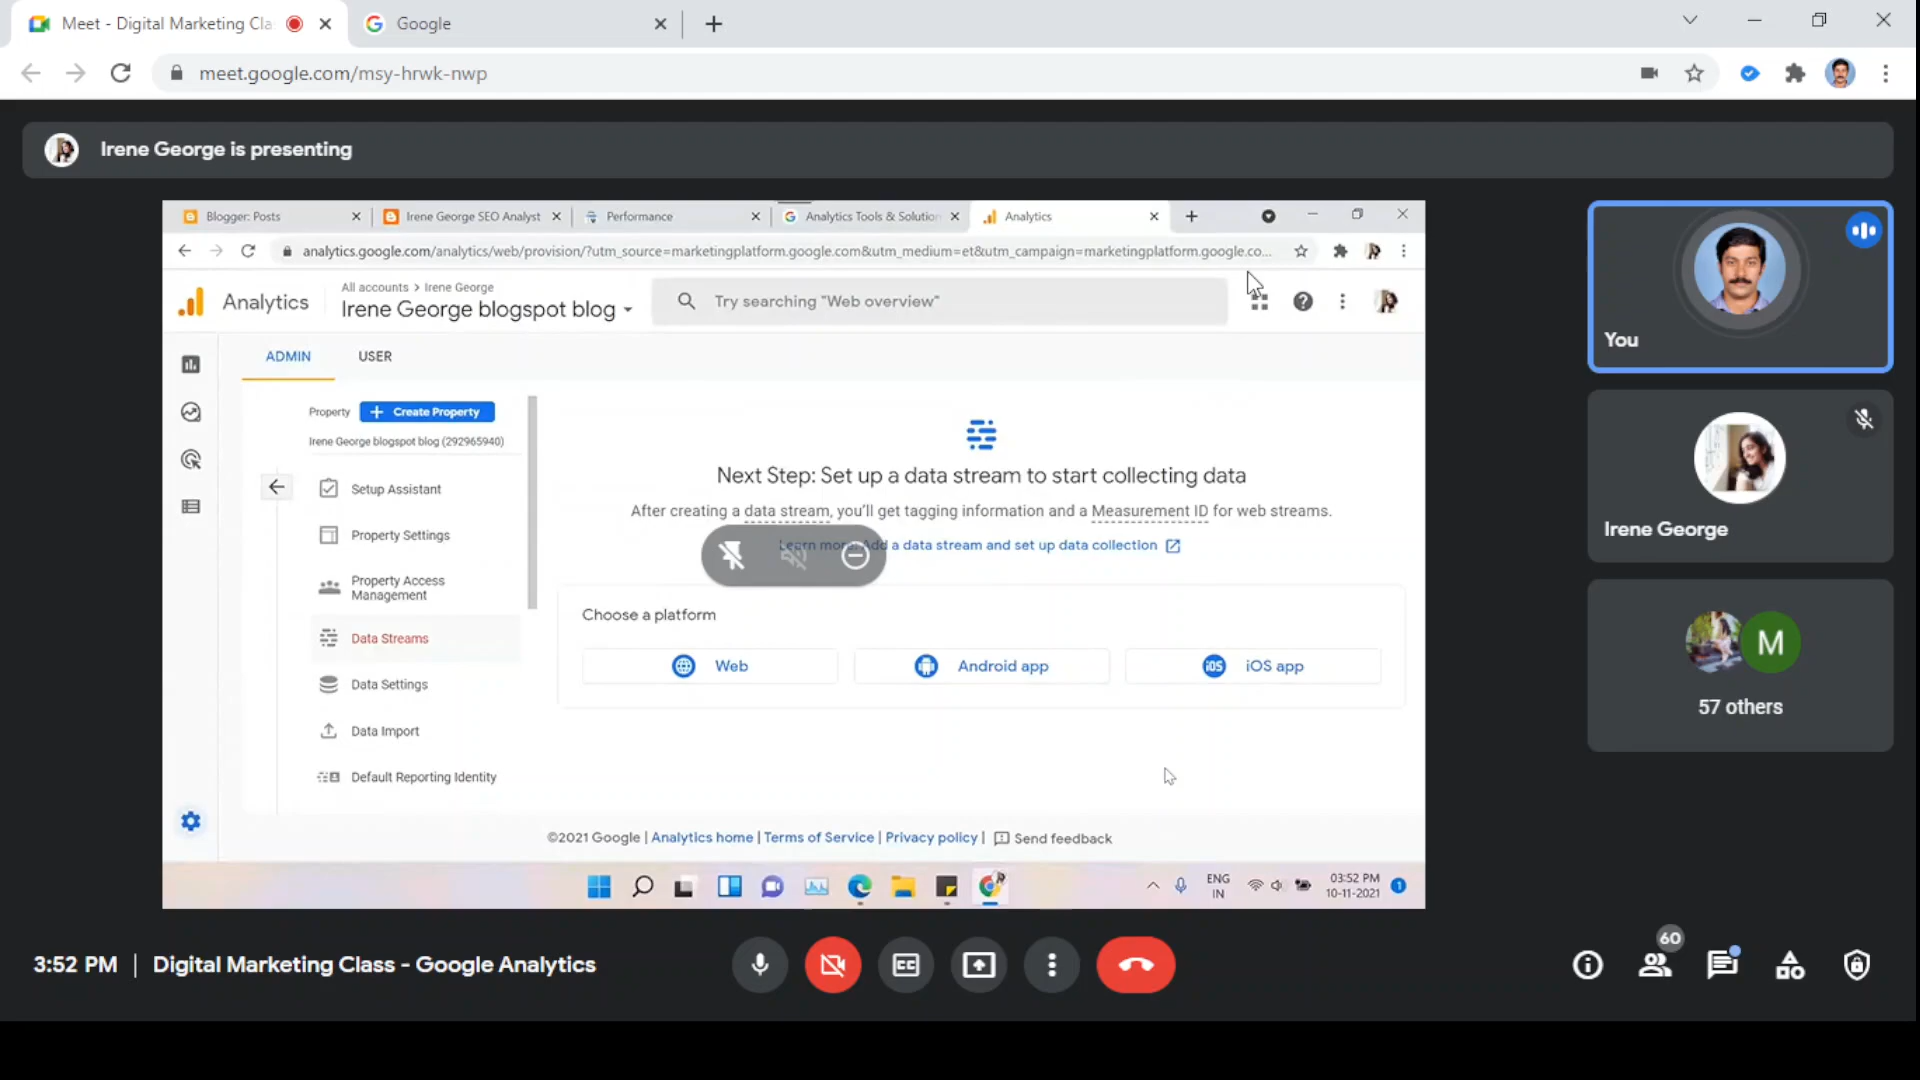 Meet - Digital Marketing Cla
Google
meet.google.com/msy-hrwk-nwp
Irene George is presenting
Blogger: Posts
Irene George SEO Analyst
Performance
Analytics Tools & Solution
Analytics
analytics.google.com/analytics/web/provision/?utm_source=marketingplatform.google.com&utm_medium=et&utm_campaign=marketingplatform.google.co...
Analytics
All accounts > Irene George
Irene George blogspot blog
Try searching "Web overview"
ADMIN
USER
Property
+ Create Property
Irene George blogspot blog (292965940)
Setup Assistant
Property Settings
Property Access
Management
Data Streams
Data Settings
Data Import
Default Reporting Identity
Next Step: Set up a data stream to start collecting data
After creating a data stream, you'll get tagging information and a Measurement ID for web streams.
Learn more: Add a data stream and set up data collection
Choose a platform
Web
Android app
iOS
iOS app
©2021 Google | Analytics home | Terms of Service | Privacy policy | Send feedback
ENG
IN
03:52 PM
10-11-2021
1
You
Irene George
M
57 others
3:52 PM | Digital Marketing Class - Google Analytics
CC
60